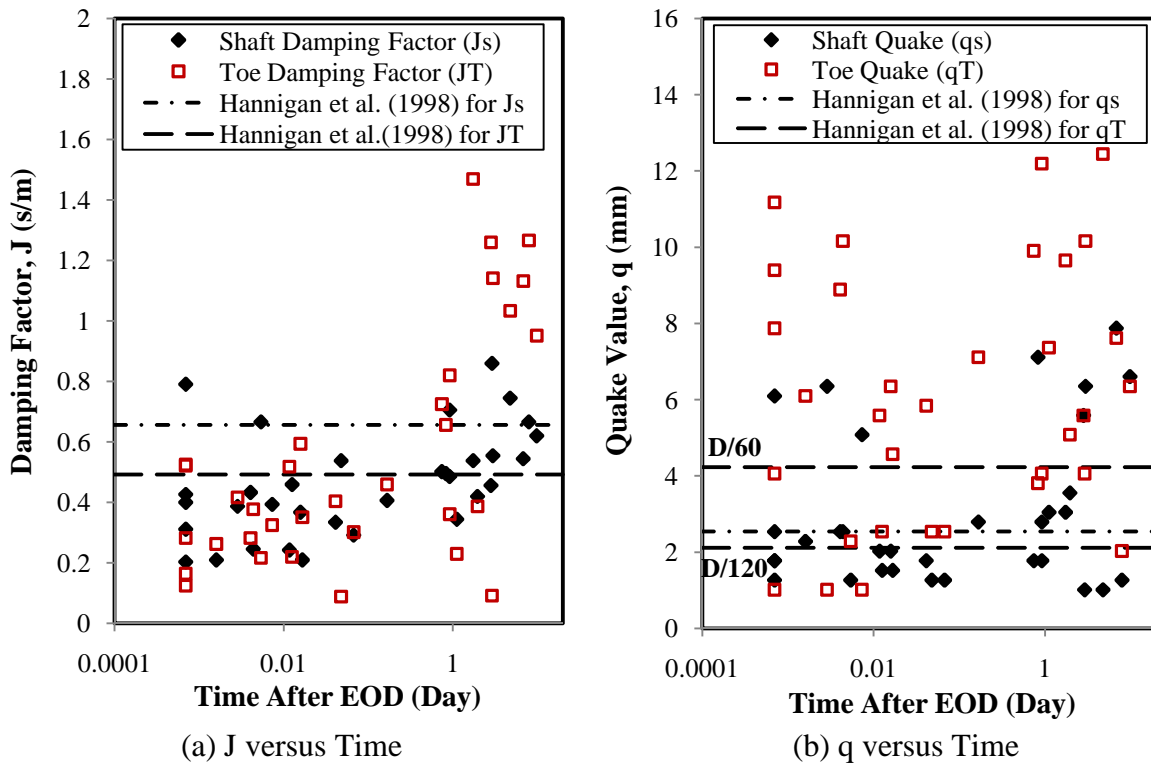 2
1.8
1.6
1.4
1.2
1
0.8
0.6
0.4
0.2
0
Damping Factor, J (s/m)
Shaft Damping Factor (Js)
Toe Damping Factor (JT)
Hannigan et al. (1998) for Js
Hannigan et al.(1998) for JT
0.0001
0.01
1
Time After EOD (Day)
(a) J versus Time
16
14
12
10
8
6
4
2
0
Quake Value, q (mm)
Shaft Quake (qs)
Toe Quake (qT)
Hannigan et al. (1998) for qs
Hannigan et al. (1998) for qT
D/60
D/120
0.0001
0.01
1
Time After EOD (Day)
(b) q versus Time